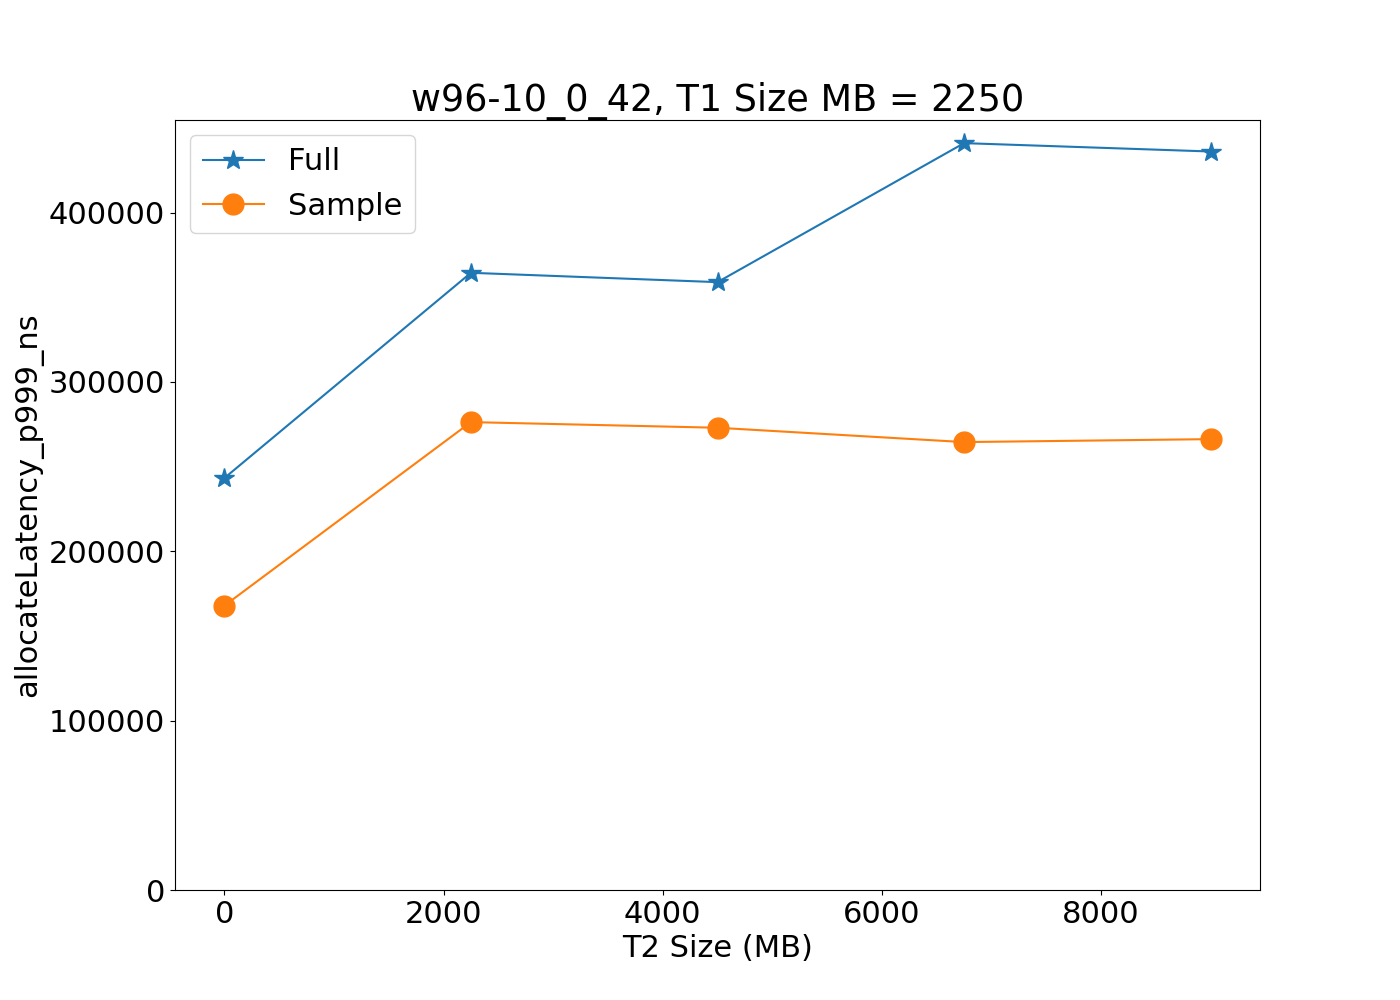 w96-10_0_42, T1 Size MB = 2250
Full
Sample
allocateLatency_p999_ns
400000
300000
200000
100000
0
0 2000 4000 6000 8000
T2 Size (MB)